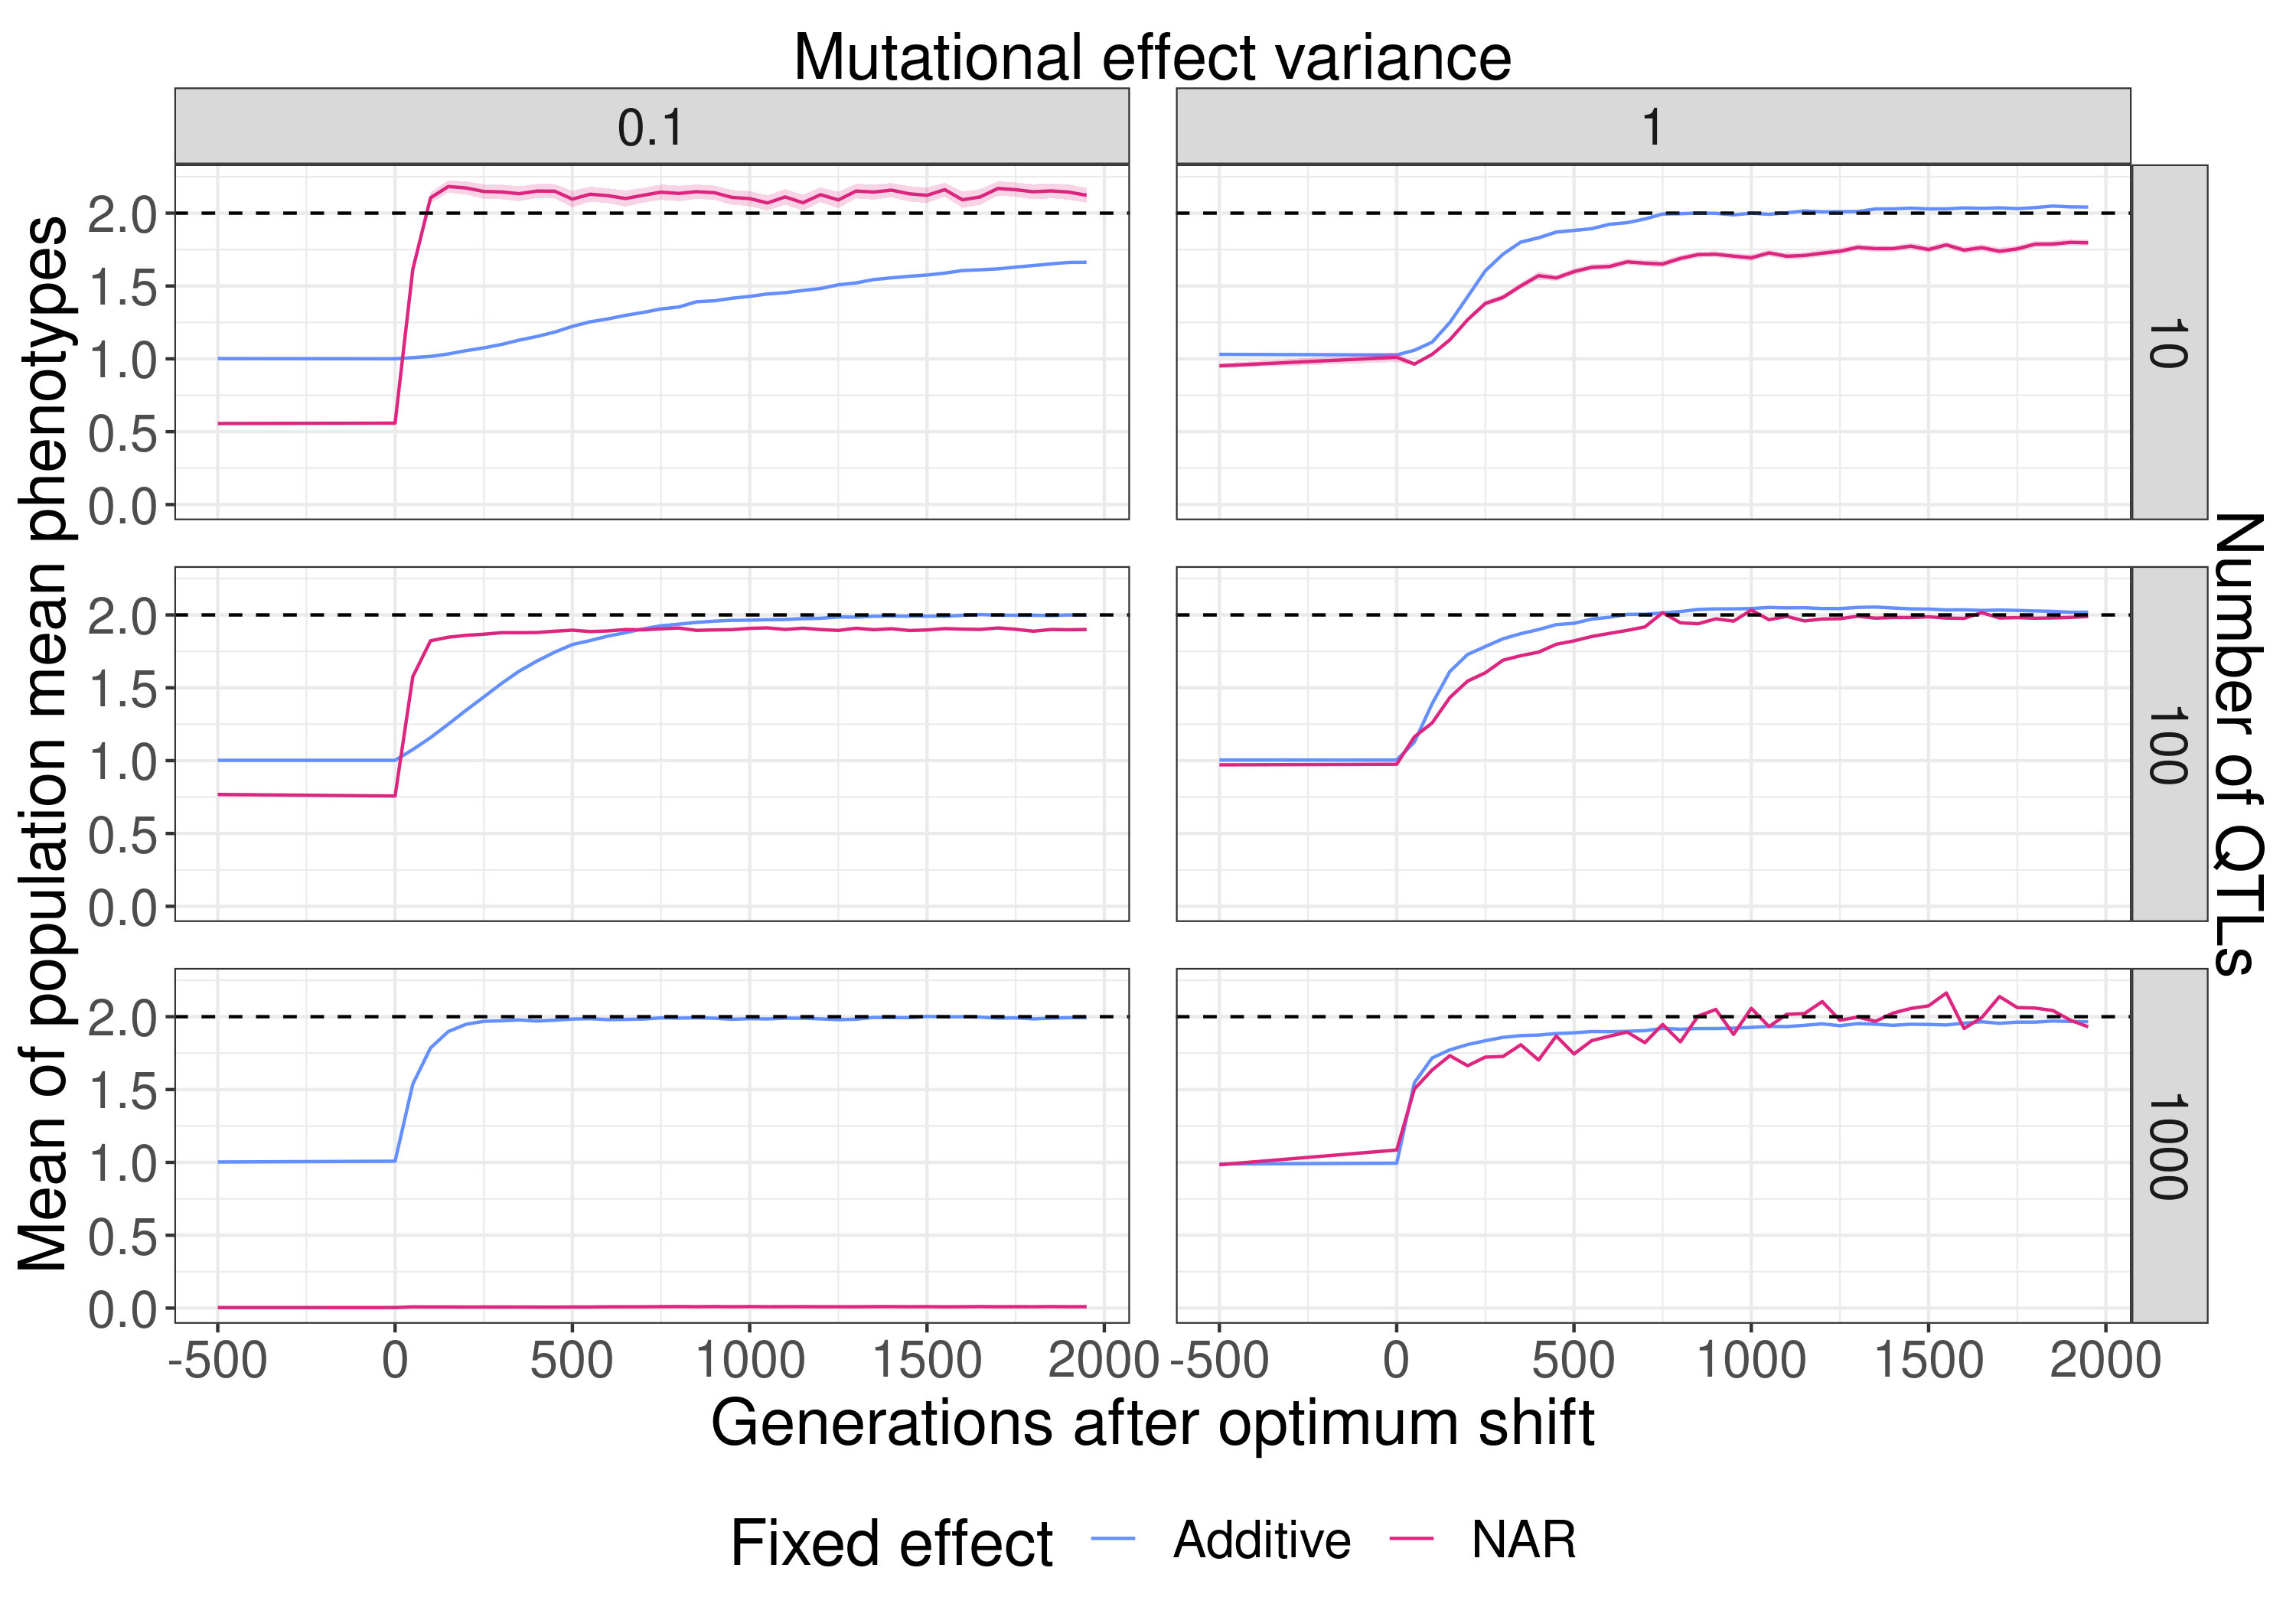 Mutational effect variance
0.1
1
Mean of population mean phenotypes
2.0
1.5
1.0
0.5
0.0
10
2.0
1.5
1.0
0.5
0.0
100
2.0
1.5
1.0
0.5
0.0
1000
Number of QTLs
-500 0 500 1000 1500 2000
-500 0 500 1000 1500 2000
Generations after optimum shift
Fixed effect Additive NAR